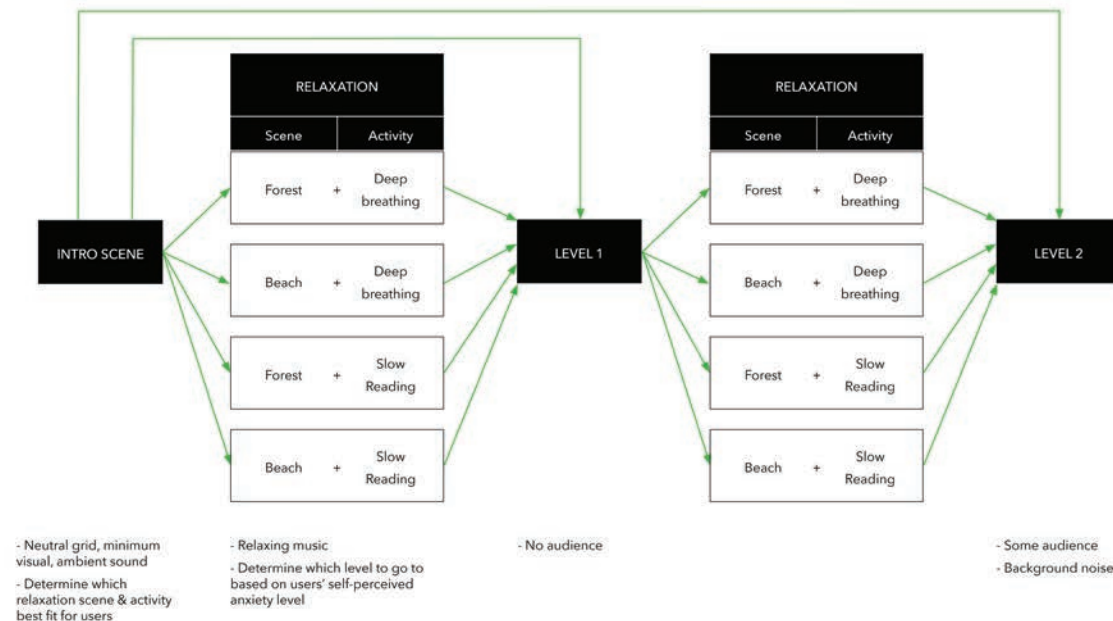 RELAXATION
Scene
Activity
Forest
+
Deep
breathing
Beach
+
Deep
breathing
Forest
+
Slow
Reading
Beach
+
Slow
Reading
INTRO SCENE
LEVEL 1
RELAXATION
Scene
Activity
Forest
+
Deep
breathing
Beach
+
Deep
breathing
Forest
+
Slow
Reading
Beach
+
Slow
Reading
LEVEL 2
- Neutral grid, minimum
visual, ambient sound
- Determine which
relaxation scene & activity
best fit for users
- Relaxing music
- Determine which level to go to
based on users' self-perceived
anxiety level
- No audience
- Some audience
- Background noise